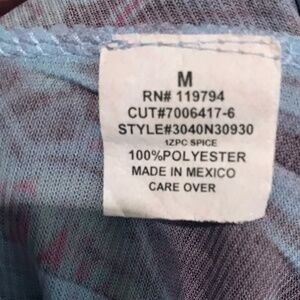 M
RN# 119794
CUT#7006417-6
STYLE#3040N30930
1ZPC SPICE
100%POLYESTER
MADE IN MEXICO
CARE OVER